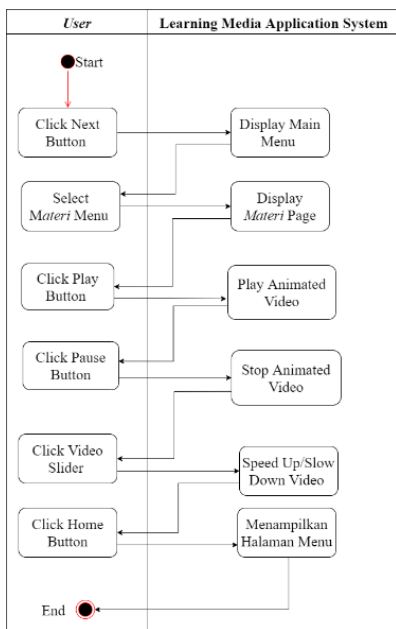 User
Learning Media Application System
Start
Click Next
Button
Display Main
Menu
Select
Materi Menu
Display
Materi Page
Click Play
Button
Play Animated
Video
Click Pause
Button
Stop Animated
Video
Click Video
Slider
Speed Up/Slow
Down Video
Click Home
Button
Menampilkan
Halaman Menu
End